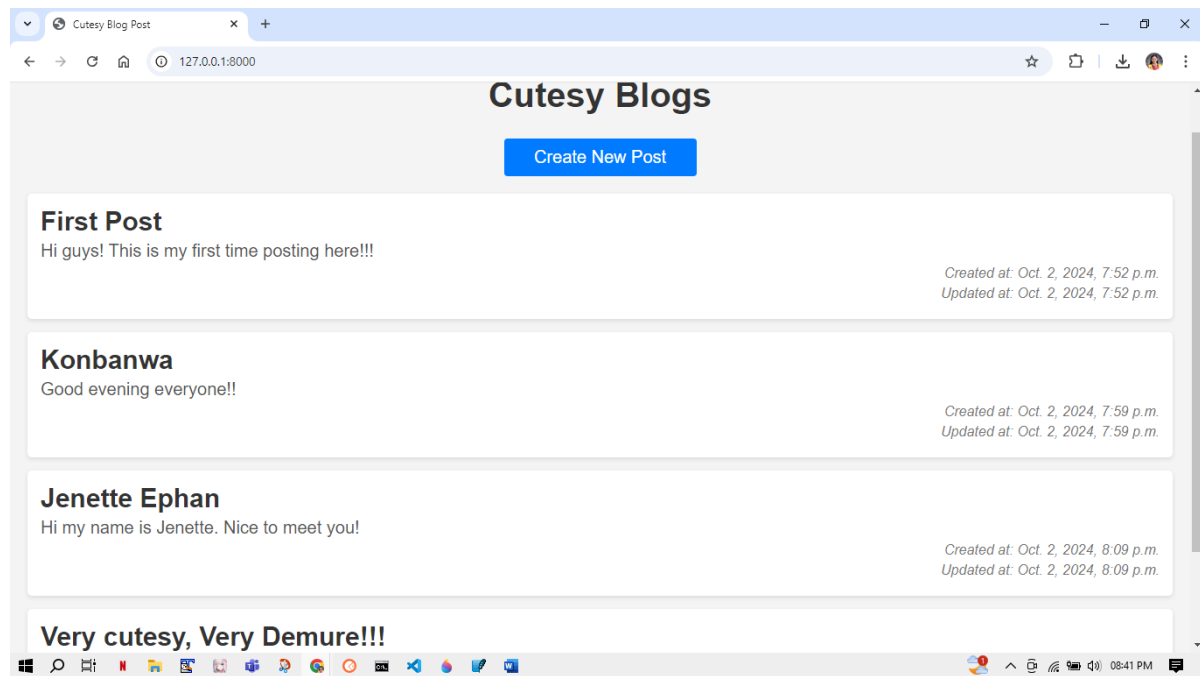 Cutesy Blog Post
127.0.0.1:8000
Cutesy Blogs
Create New Post
First Post
Hi guys! This is my first time posting here!!!
Created at: Oct. 2, 2024, 7:52 p.m.
Updated at: Oct. 2, 2024, 7:52 p.m.
Konbanwa
Good evening everyone!!
Created at: Oct. 2, 2024, 7:59 p.m.
Updated at: Oct. 2, 2024, 7:59 p.m.
Jenette Ephan
Hi my name is Jenette. Nice to meet you!
Created at: Oct. 2, 2024, 8:09 p.m.
Updated at: Oct. 2, 2024, 8:09 p.m.
Very cutesy, Very Demure!!!
08:41 PM